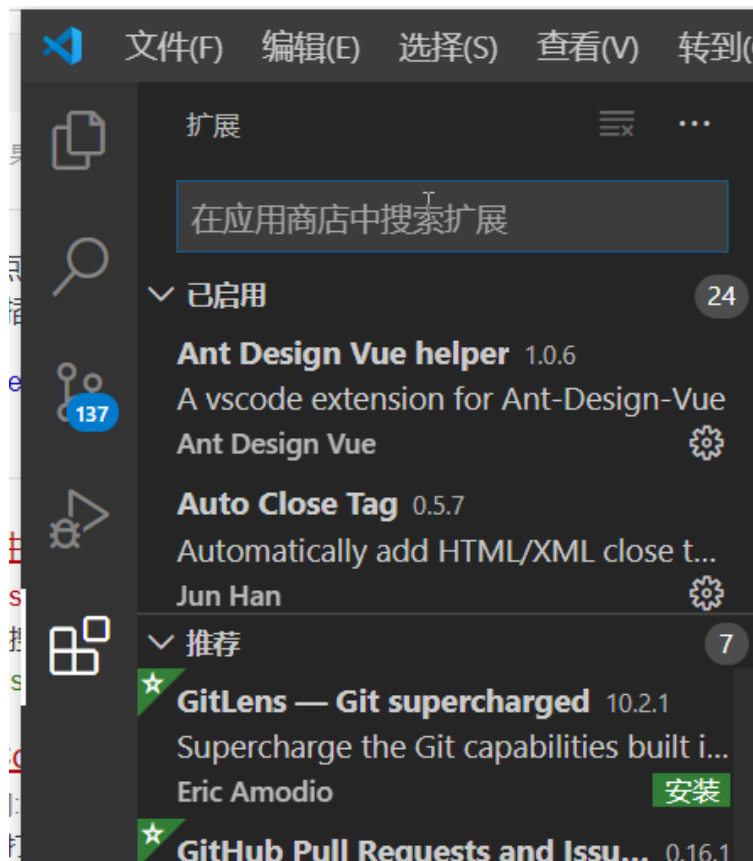 文件(F) 编辑(E) 选择(S) 查看(V) 转到(
扩展
在应用商店中搜索扩展
已启用 24
Ant Design Vue helper 1.0.6
A vscode extension for Ant-Design-Vue
Ant Design Vue
137
Auto Close Tag 0.5.7
Automatically add HTML/XML close t...
Jun Han
推荐 7
GitLens — Git supercharged 10.2.1
Supercharge the Git capabilities built i...
Eric Amodio 安装
GitHub Pull Requests and Issu... 0.16.1